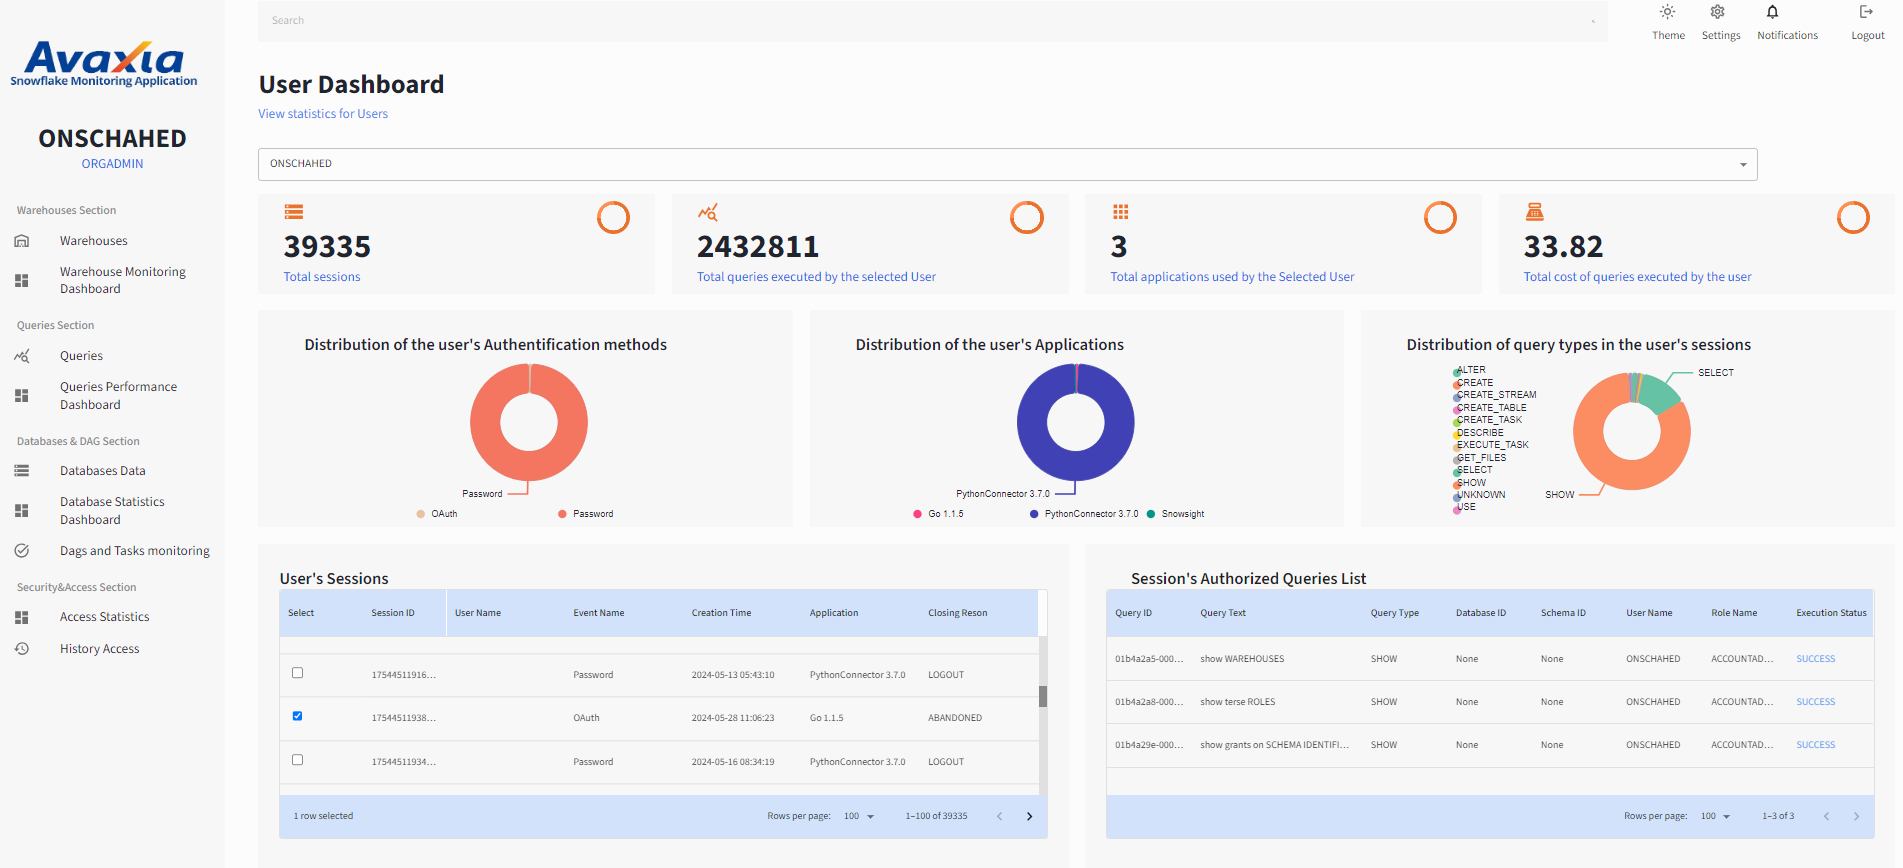 Avaxia
Snowflake Monitoring Application
ONSCHAHED
ORGADMIN
Warehouses Section
Warehouses
Warehouse Monitoring
Dashboard
Queries Section
Queries
Queries Performance
Dashboard
Databases & DAG Section
Databases Data
Database Statistics
Dashboard
Dags and Tasks monitoring
Security&Access Section
Access Statistics
History Access
Search
Theme
Settings
Notifications
Logout
User Dashboard
View statistics for Users
ONSCHAHED
39335
Total sessions
2432811
Total queries executed by the selected User
3
Total applications used by the Selected User
33.82
Total cost of queries executed by the user
Distribution of the user's Authentification methods
Password
OAuth Password
Distribution of the user's Applications
PythonConnector 3.7.0
Go 1.1.5 PythonConnector 3.7.0 Snowsight
Distribution of query types in the user's sessions
ALTER
CREATE
CREATE_STREAM
CREATE_TABLE
CREATE_TASK
DESCRIBE
EXECUTE_TASK
GET_FILES
SELECT
SHOW
UNKNOWN
USE
SELECT
SHOW
User's Sessions
Select Session ID User Name Event Name Creation Time Application Closing Reson
17544511916... Password 2024-05-13 05:43:10 PythonConnector 3.7.0 LOGOUT
17544511938... OAuth 2024-05-28 11:06:23 Go 1.1.5 ABANDONED
17544511934... Password 2024-05-16 08:34:19 PythonConnector 3.7.0 LOGOUT
1 row selected Rows per page: 100 1–100 of 39335
Session's Authorized Queries List
Query ID Query Text Query Type Database ID Schema ID User Name Role Name Execution Status
01b4a2a5-000... show WAREHOUSES SHOW None None ONSCHAHED ACCOUNTAD... SUCCESS
01b4a2a8-000... show terse ROLES SHOW None None ONSCHAHED ACCOUNTAD... SUCCESS
01b4a29e-000... show grants on SCHEMA IDENTIFI... SHOW None None ONSCHAHED ACCOUNTAD... SUCCESS
Rows per page: 100 1–3 of 3